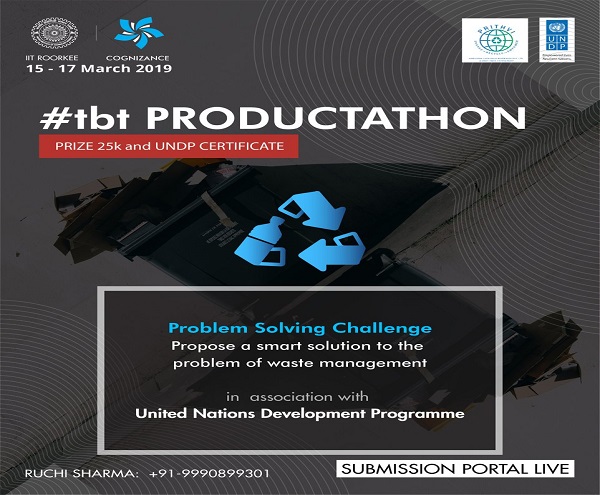 IIT ROORKEE
COGNIZANCE
15 - 17 March 2019
PRITHVI
U N
D P
#tbt PRODUCTATHON
PRIZE 25k and UNDP CERTIFICATE
Problem Solving Challenge
Propose a smart solution to the
problem of waste management
in association with
United Nations Development Programme
RUCHI SHARMA: +91-9990899301
SUBMISSION PORTAL LIVE